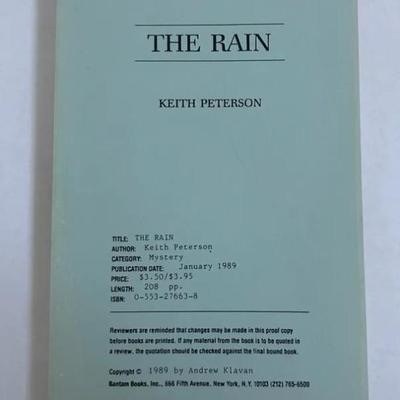 THE RAIN
KEITH PETERSON
TITLE: THE RAIN
AUTHOR: Keith Peterson
CATEGORY: Mystery
PUBLICATION DATE: January 1989
PRICE: $3.50/$3.95
LENGTH: 208 pp.
ISBN: 0-553-27663-8
Reviewers are reminded that changes may be made in this proof copy
before books are printed. If any material from the book is to be quoted in
a review, the quotation should be checked against the final bound book.
Copyright © 1989 by Andrew Klavan
Bantam Books, Inc., 666 Fifth Avenue, New York, N.Y. 10103 (212) 765-6500